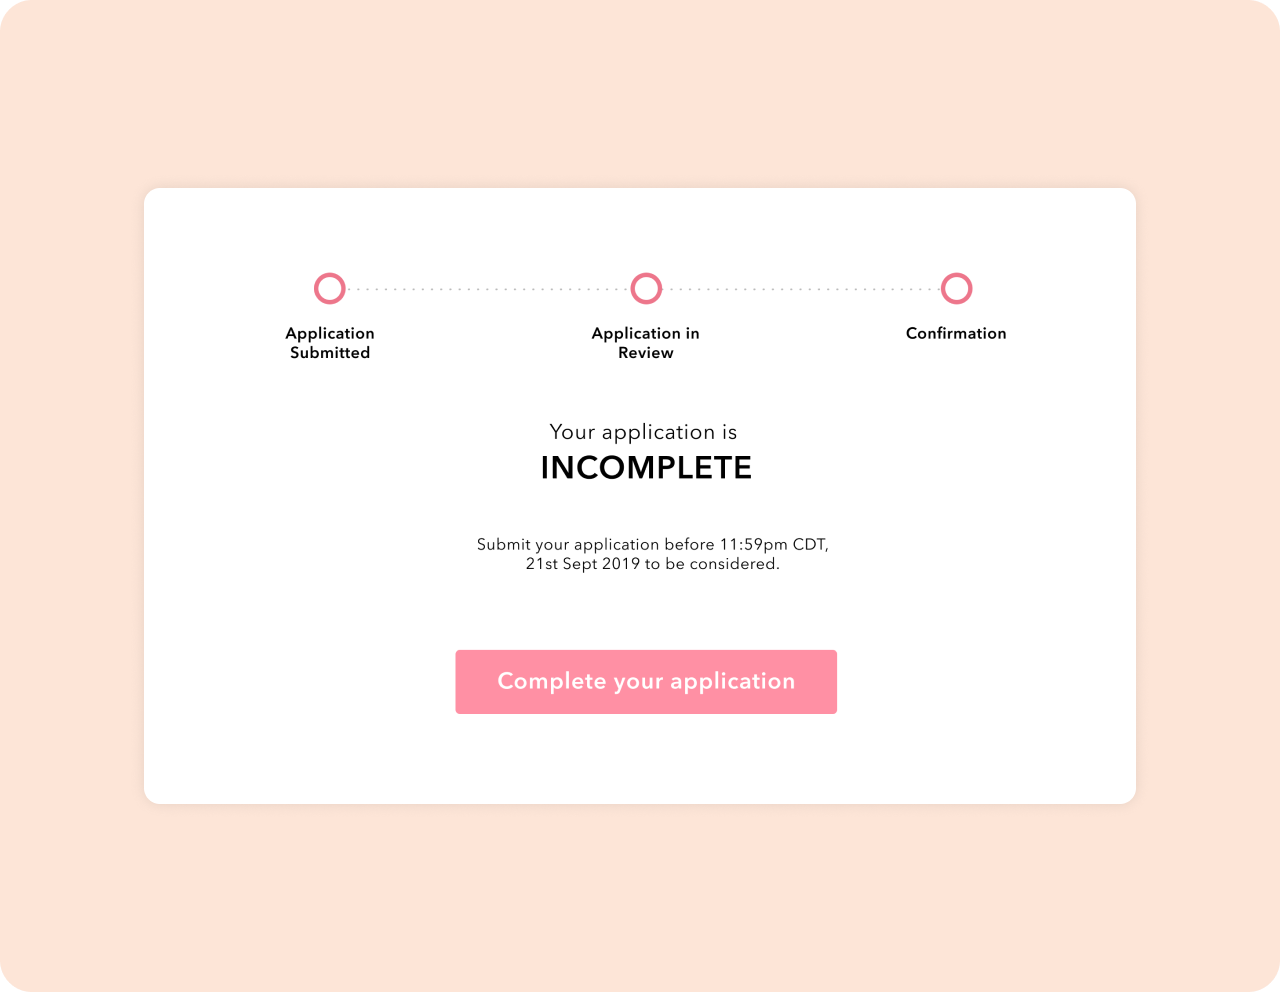 Application
Submitted
Application in
Review
Confirmation
Your application is
INCOMPLETE
Submit your application before 11:59pm CDT,
21st Sept 2019 to be considered.
Complete your application